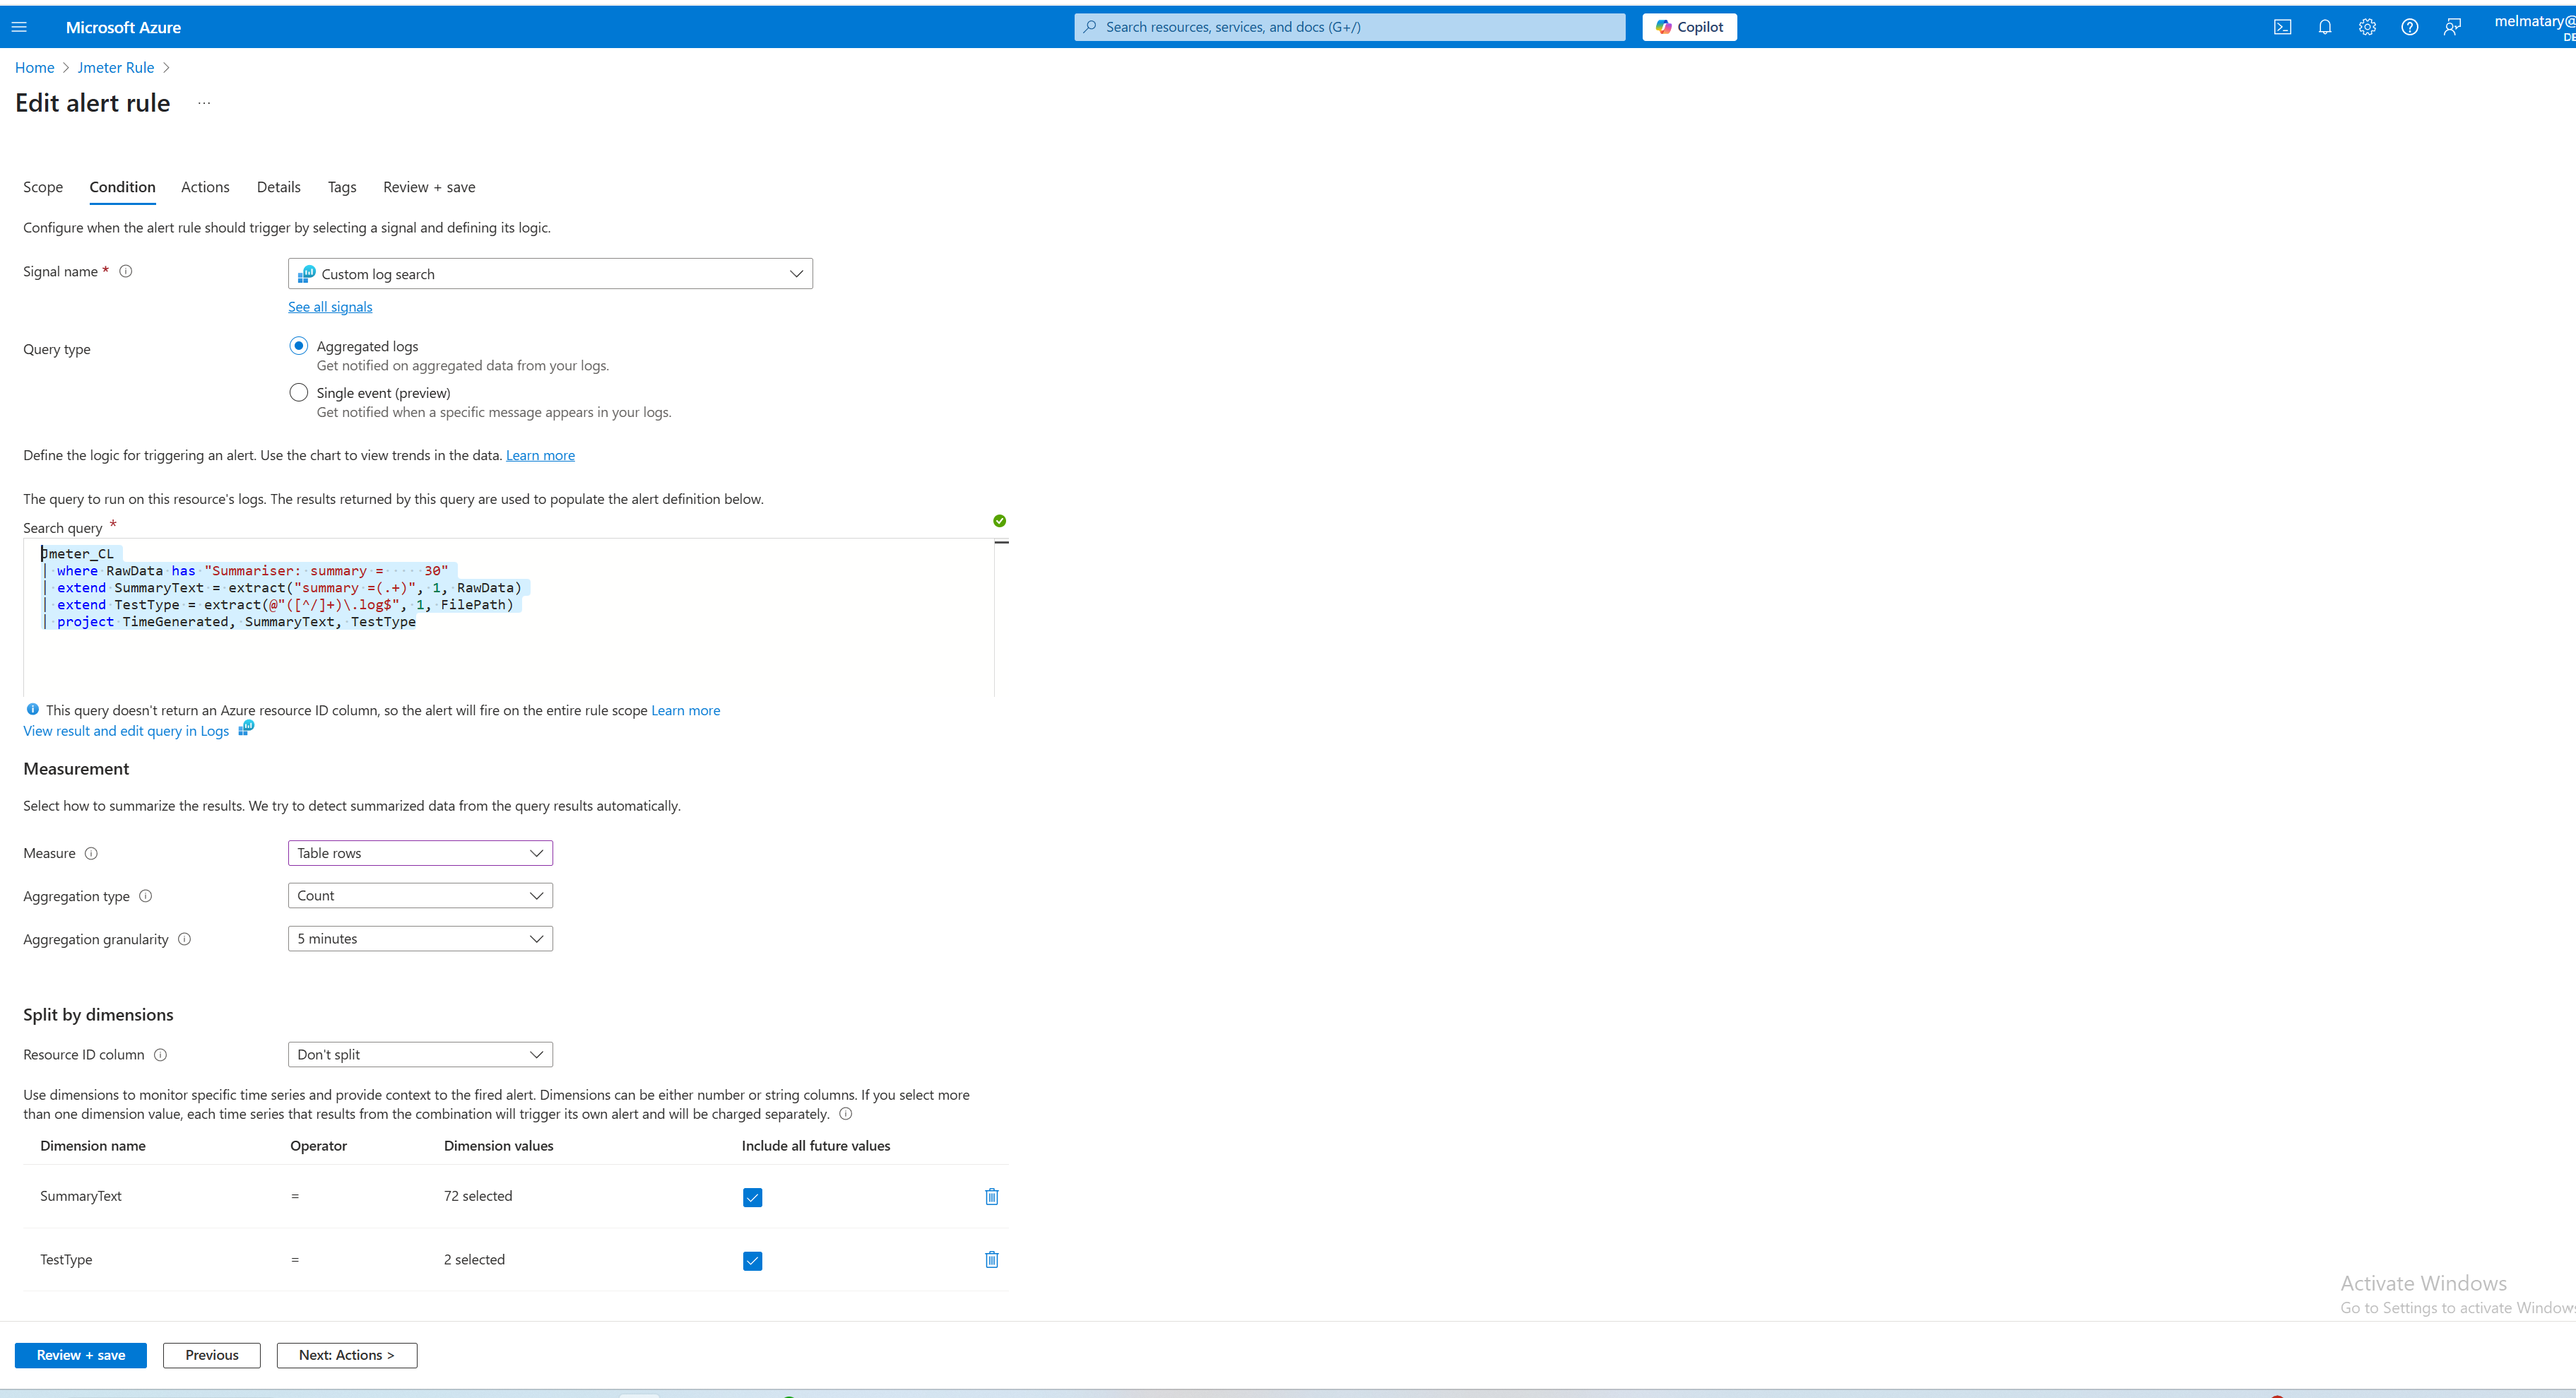 Microsoft Azure
Search resources, services, and docs (G+/)
Copilot
melmatary@
Home > Jmeter Rule >
Edit alert rule ...
Scope Condition Actions Details Tags Review + save
Configure when the alert rule should trigger by selecting a signal and defining its logic.
Signal name *
Custom log search
See all signals
Query type
Aggregated logs
Get notified on aggregated data from your logs.
Single event (preview)
Get notified when a specific message appears in your logs.
Define the logic for triggering an alert. Use the chart to view trends in the data. Learn more
The query to run on this resource's logs. The results returned by this query are used to populate the alert definition below.
Search query *
Jmeter_CL
| where RawData has "Summariser: summary =     30"
| extend SummaryText = extract("summary =(.+)", 1, RawData)
| extend TestType = extract(@"([^/]+)\.log$", 1, FilePath)
| project TimeGenerated, SummaryText, TestType
This query doesn't return an Azure resource ID column, so the alert will fire on the entire rule scope Learn more
View result and edit query in Logs
Measurement
Select how to summarize the results. We try to detect summarized data from the query results automatically.
Measure Table rows
Aggregation type Count
Aggregation granularity 5 minutes
Split by dimensions
Resource ID column Don't split
Use dimensions to monitor specific time series and provide context to the fired alert. Dimensions can be either number or string columns. If you select more
than one dimension value, each time series that results from the combination will trigger its own alert and will be charged separately.
Dimension name Operator Dimension values Include all future values
SummaryText = 72 selected
TestType = 2 selected
Activate Windows
Go to Settings to activate Windows
Review + save Previous Next: Actions >